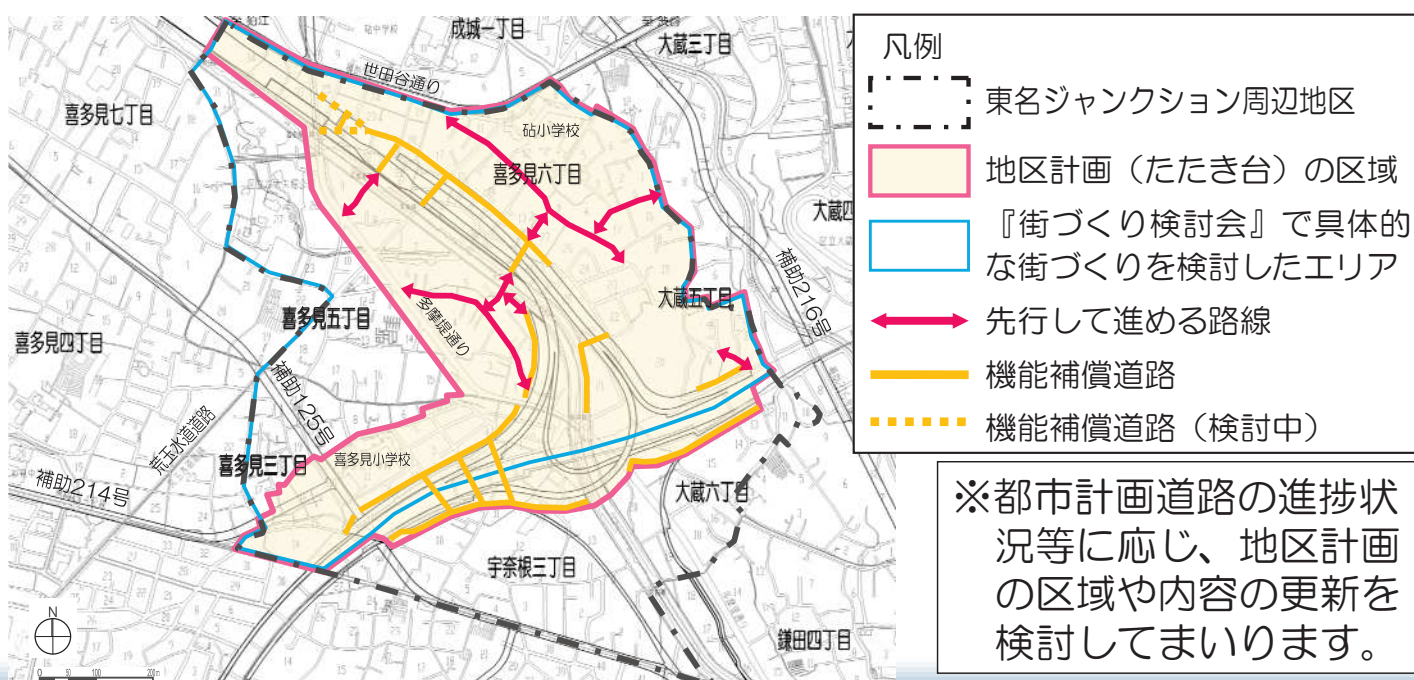 成城一丁目
砧中学校
大蔵三丁目
世田谷通り
喜多見七丁目
砧小学校
喜多見六丁目
大蔵五丁目
補助216号
喜多見五丁目
多摩堤通り
喜多見四丁目
補助125号
荒玉水道道路
喜多見三丁目
喜多見小学校
補助214号
大蔵六丁目
宇奈根三丁目
鎌田四丁目
N
0 50 100 200m
凡例
東名ジャンクション周辺地区
地区計画（たたき台）の区域
『街づくり検討会』で具体的
な街づくりを検討したエリア
先行して進める路線
機能補償道路
機能補償道路（検討中）
※都市計画道路の進捗状
況等に応じ、地区計画
の区域や内容の更新を
検討してまいります。